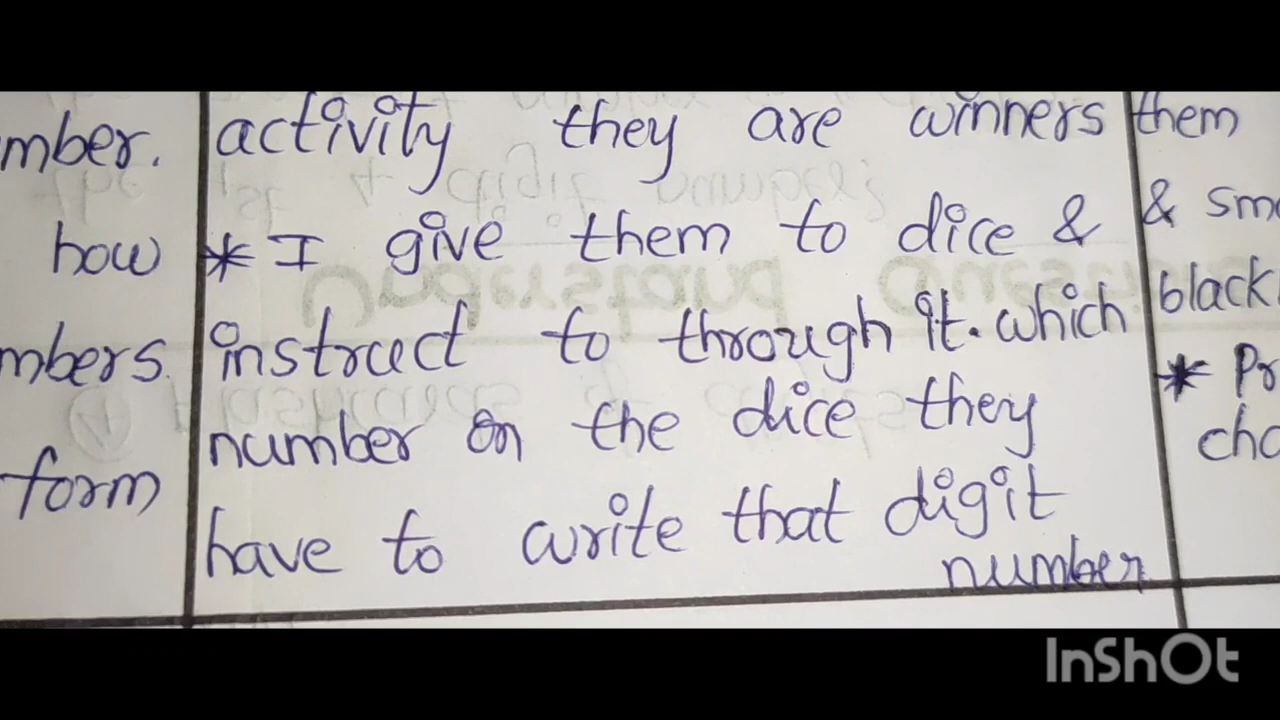 mber.
how
mbers.
form
activity they are winners
* I give them to dice &
instruct to through it. which
number on the dice they
have to write that digit
number
them
& sm
black
* Pr
cha
InShOt